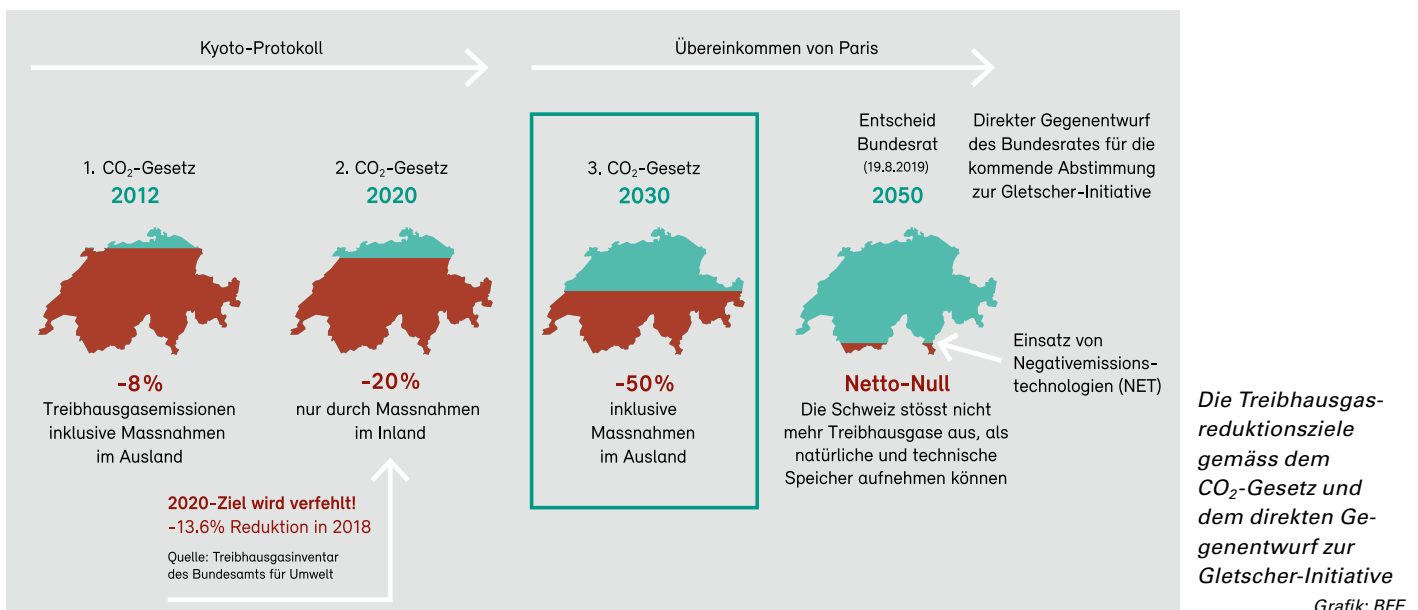 Kyoto-Protokoll
Übereinkommen von Paris
1. CO₂-Gesetz
2012
-8%
Treibhausgasemissionen
inklusive Massnahmen
im Ausland
2. CO₂-Gesetz
2020
-20%
nur durch Massnahmen
im Inland
2020-Ziel wird verfehlt!
-13.6% Reduktion in 2018
Quelle: Treibhausgasinventar
des Bundesamts für Umwelt
3. CO₂-Gesetz
2030
-50%
inklusive
Massnahmen
im Ausland
Entscheid
Bundesrat
(19.8.2019)
2050
Netto-Null
Die Schweiz stösst nicht
mehr Treibhausgase aus, als
natürliche und technische
Speicher aufnehmen können
Direkter Gegenentwurf
des Bundesrates für die
kommende Abstimmung
zur Gletscher-Initiative
Einsatz von
Negativemissions-
technologien (NET)
Die Treibhausgas-
reduktionsziele
gemäss dem
CO₂-Gesetz und
dem direkten Ge-
genentwurf zur
Gletscher-Initiative
Grafik: BFE